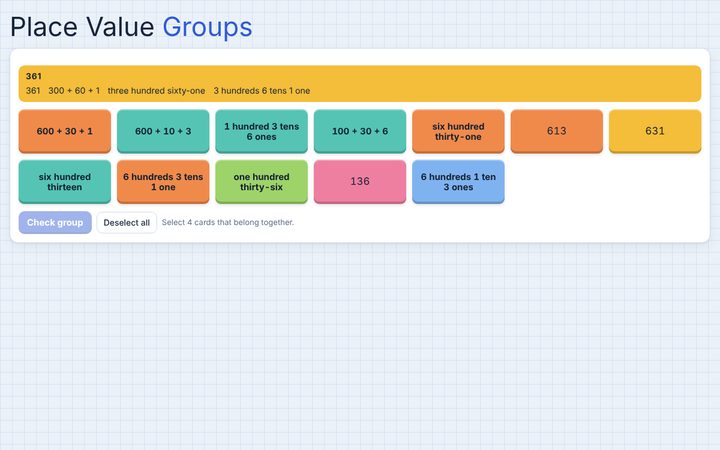 Place Value Groups
361
361 300 + 60 + 1 three hundred sixty-one 3 hundreds 6 tens 1 one
600 + 30 + 1
600 + 10 + 3
1 hundred 3 tens
6 ones
100 + 30 + 6
six hundred
thirty-one
613
631
six hundred
thirteen
6 hundreds 3 tens
1 one
one hundred
thirty-six
136
6 hundreds 1 ten
3 ones
Check group
Deselect all
Select 4 cards that belong together.